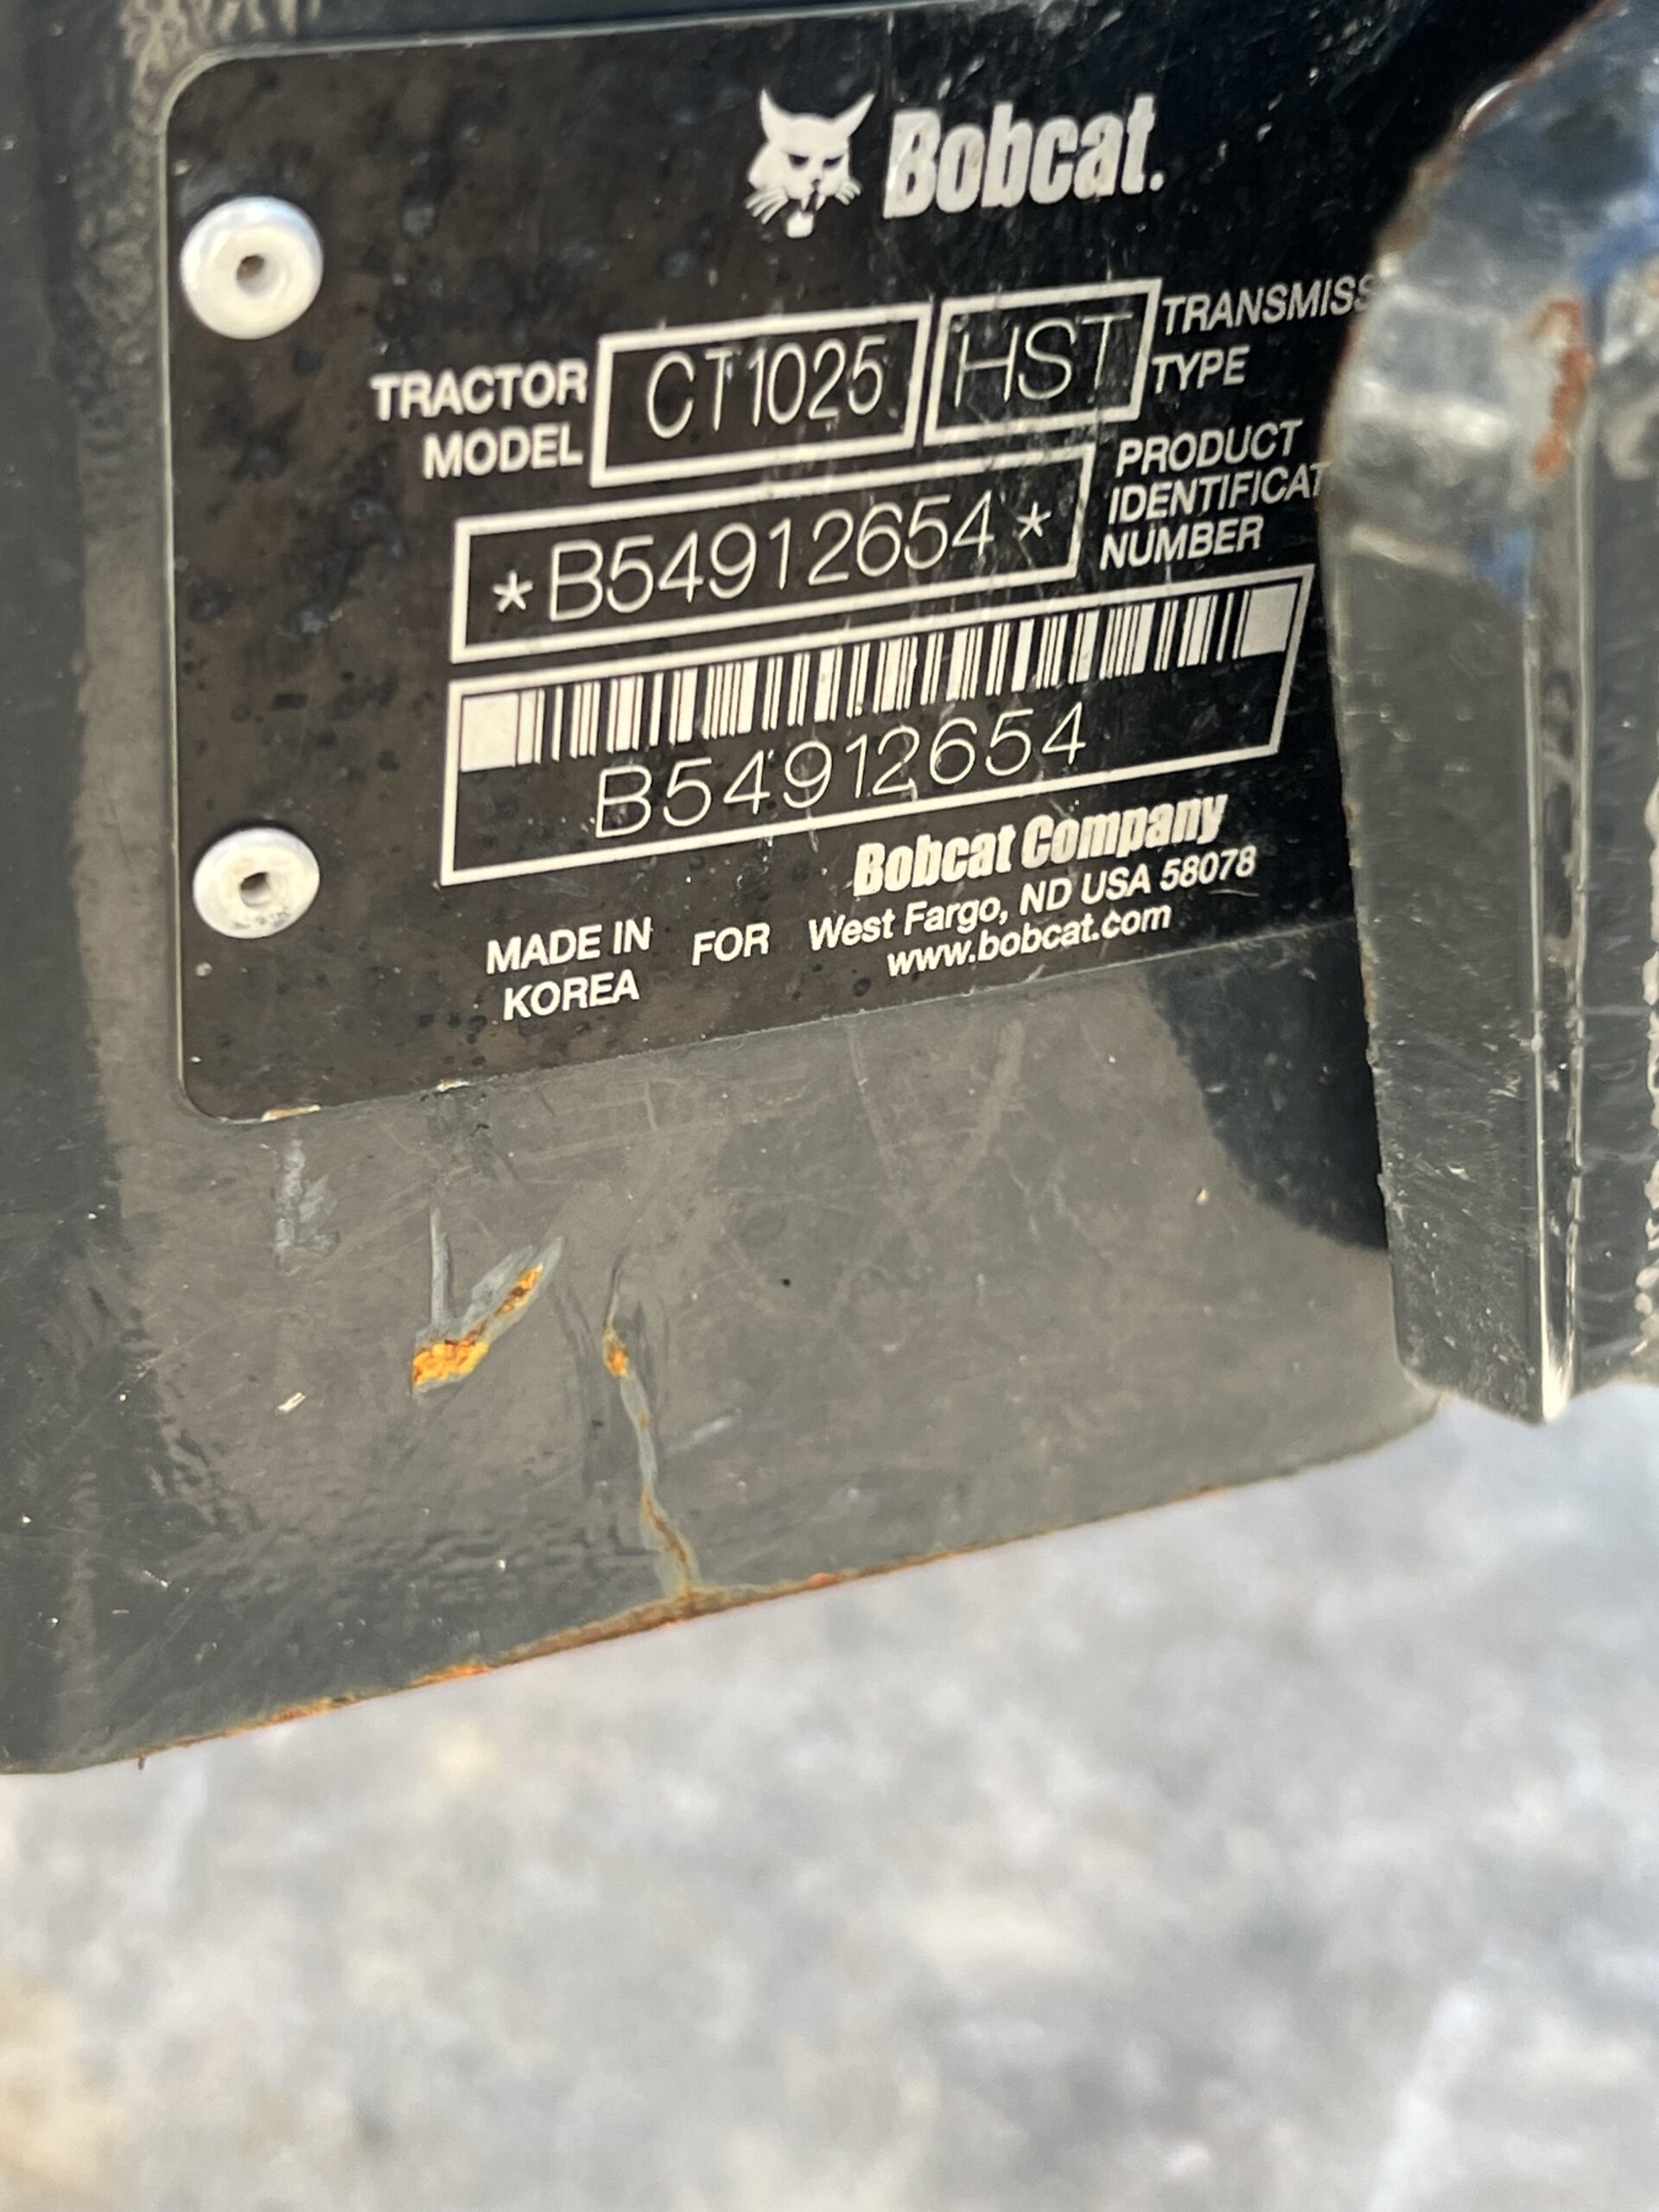 Bobcat.
TRACTOR MODEL CT1025 HST TRANSMISS
TYPE
*B54912654*
PRODUCT
IDENTIFICAT
NUMBER
B54912654
MADE IN
KOREA
FOR
Bobcat Company
West Fargo, ND USA 58078
www.bobcat.com